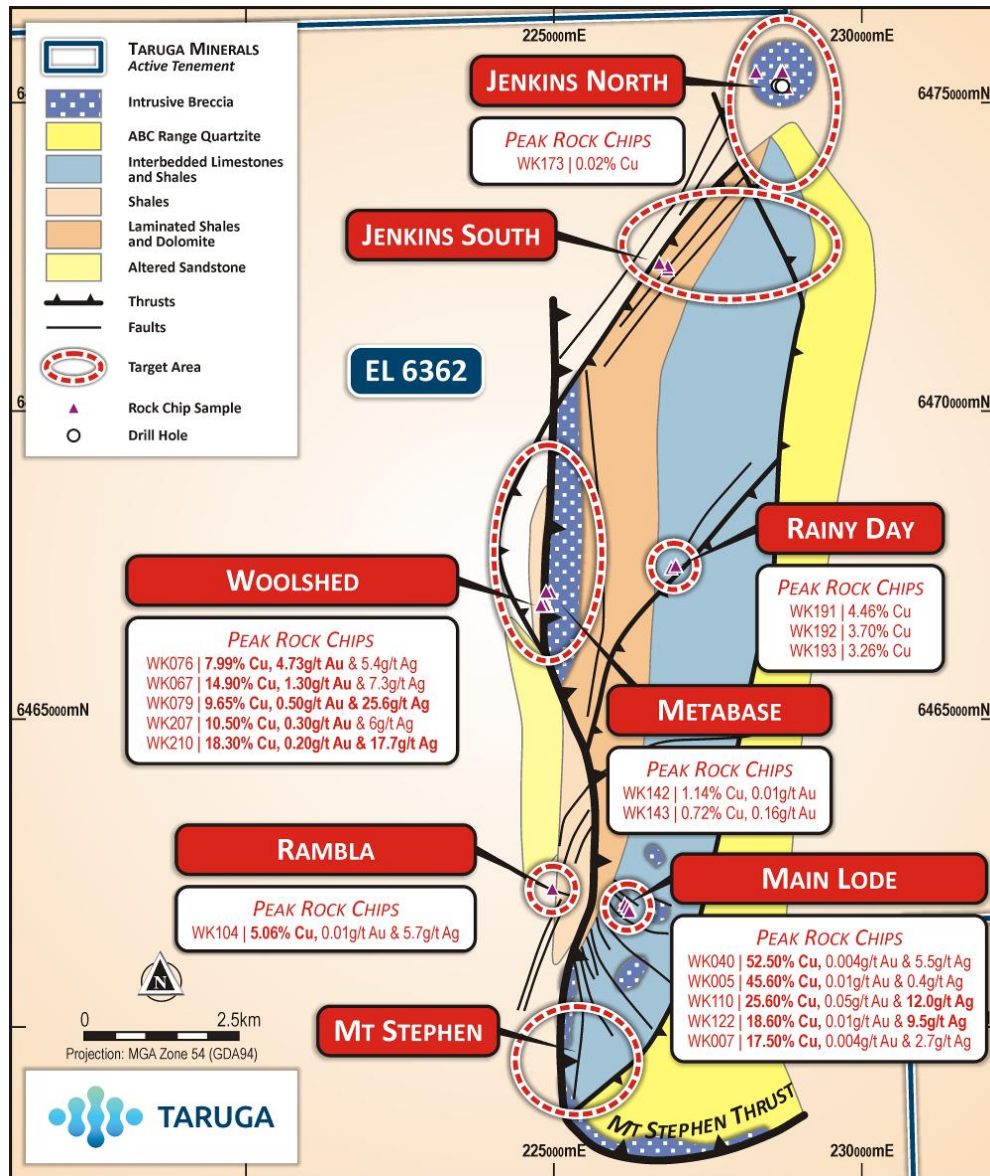 225000mE
230000mE
TARUGA MINERALS
Active Tenement
Intrusive Breccia
ABC Range Quartzite
Interbedded Limestones
and Shales
Shales
Laminated Shales
and Dolomite
Altered Sandstone
Thrusts
Faults
Target Area
Rock Chip Sample
Drill Hole
JENKINS NORTH
PEAK ROCK CHIPS
WK173 | 0.02% Cu
6475000mN
JENKINS SOUTH
EL 6362
6470000mN
RAINY DAY
PEAK ROCK CHIPS
WK191 | 4.46% Cu
WK192 | 3.70% Cu
WK193 | 3.26% Cu
WOOLSHED
PEAK ROCK CHIPS
WK076 | 7.99% Cu, 4.73g/t Au & 5.4g/t Ag
WK067 | 14.90% Cu, 1.30g/t Au & 7.3g/t Ag
WK079 | 9.65% Cu, 0.50g/t Au & 25.6g/t Ag
WK207 | 10.50% Cu, 0.30g/t Au & 6g/t Ag
WK210 | 18.30% Cu, 0.20g/t Au & 17.7g/t Ag
6465000mN
6465000mN
METABASE
PEAK ROCK CHIPS
WK142 | 1.14% Cu, 0.01g/t Au
WK143 | 0.72% Cu, 0.16g/t Au
RAMBLA
PEAK ROCK CHIPS
WK104 | 5.06% Cu, 0.01g/t Au & 5.7g/t Ag
MAIN LODE
PEAK ROCK CHIPS
WK040 | 52.50% Cu, 0.004g/t Au & 5.5g/t Ag
WK005 | 45.60% Cu, 0.01g/t Au & 0.4g/t Ag
WK110 | 25.60% Cu, 0.05g/t Au & 12.0g/t Ag
WK122 | 18.60% Cu, 0.01g/t Au & 9.5g/t Ag
WK007 | 17.50% Cu, 0.004g/t Au & 2.7g/t Ag
N
0 2.5km
Projection: MGA Zone 54 (GDA94)
MT STEPHEN
TARUGA
MT STEPHEN THRUST
225000mE
230000mE